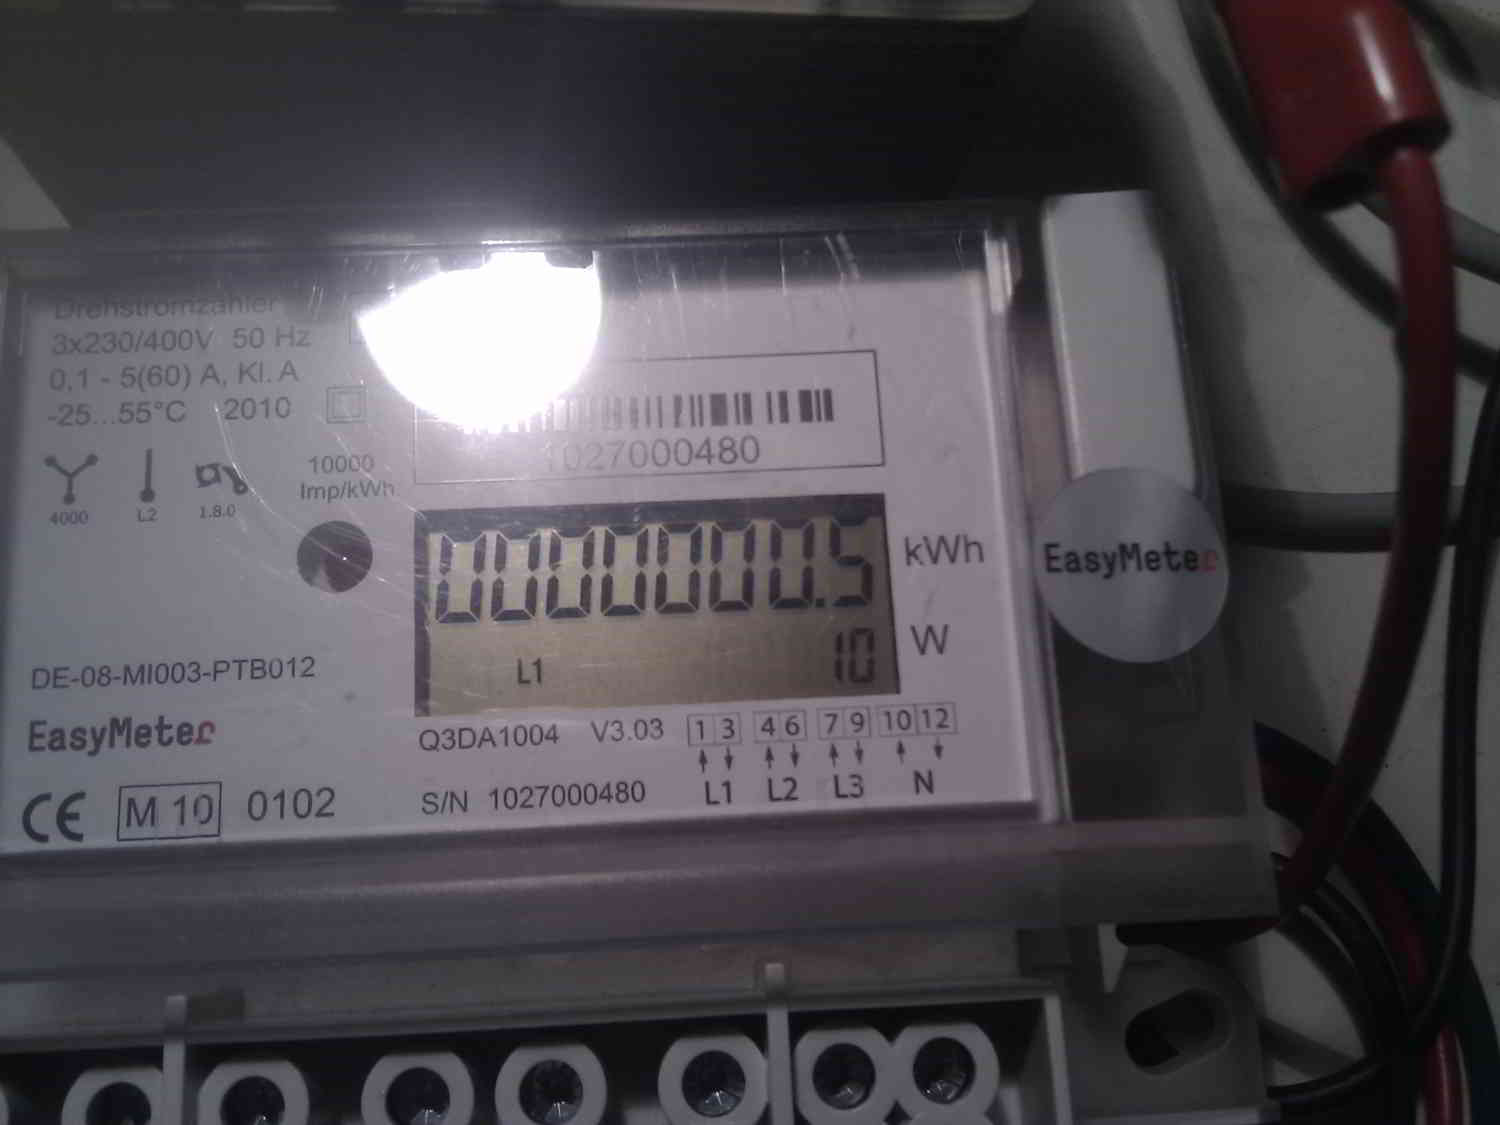 Drehstromzähler
3x230/400V 50 Hz
0,1 - 5(60) A, Kl. A
-25...55°C 2010
4000
L2
1.8.0
10000
Imp/kWh
1027000480
0000000.5 kWh
L1 10 W
DE-08-MI003-PTB012
EasyMeter
CE M 10 0102
Q3DA1004 V3.03
S/N 1027000480
1 3 4 6 7 9 10 12
L1 L2 L3 N
EasyMeter